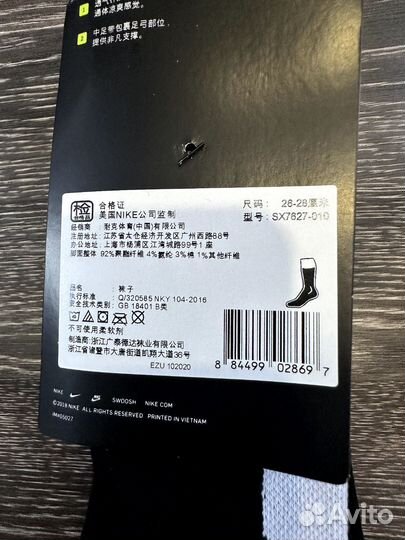 通体凉爽感觉。
2 中足带包裹足弓部位，
提供非凡支撑。
检 合格证
美国NIKE公司监制
尺码： 26-28厘米
型号： SX7627-010
经销商： 耐克体育(中国)有限公司
地址： 江苏省太仓经济开发区广州西路88号
地址： 上海市杨浦区江湾城路99号1座
脚面整体 92%聚酯纤维 4%氨纶 3%棉 1%其他纤维
品名： 袜子
执行标准： Q/320585 NKY 104-2016
安全技术类别： GB 18401 B类
不可使用柔软剂
制造商：浙江广泰德达袜业有限公司
浙江省诸暨市大唐街道凯翔大道36号
EZU 102020
8 84499 02869 7
NIKE SWOOSH NIKE.COM
©2018 NIKE. ALL RIGHTS RESERVED. PRINTED IN VIETNAM
IM#05027
Avito